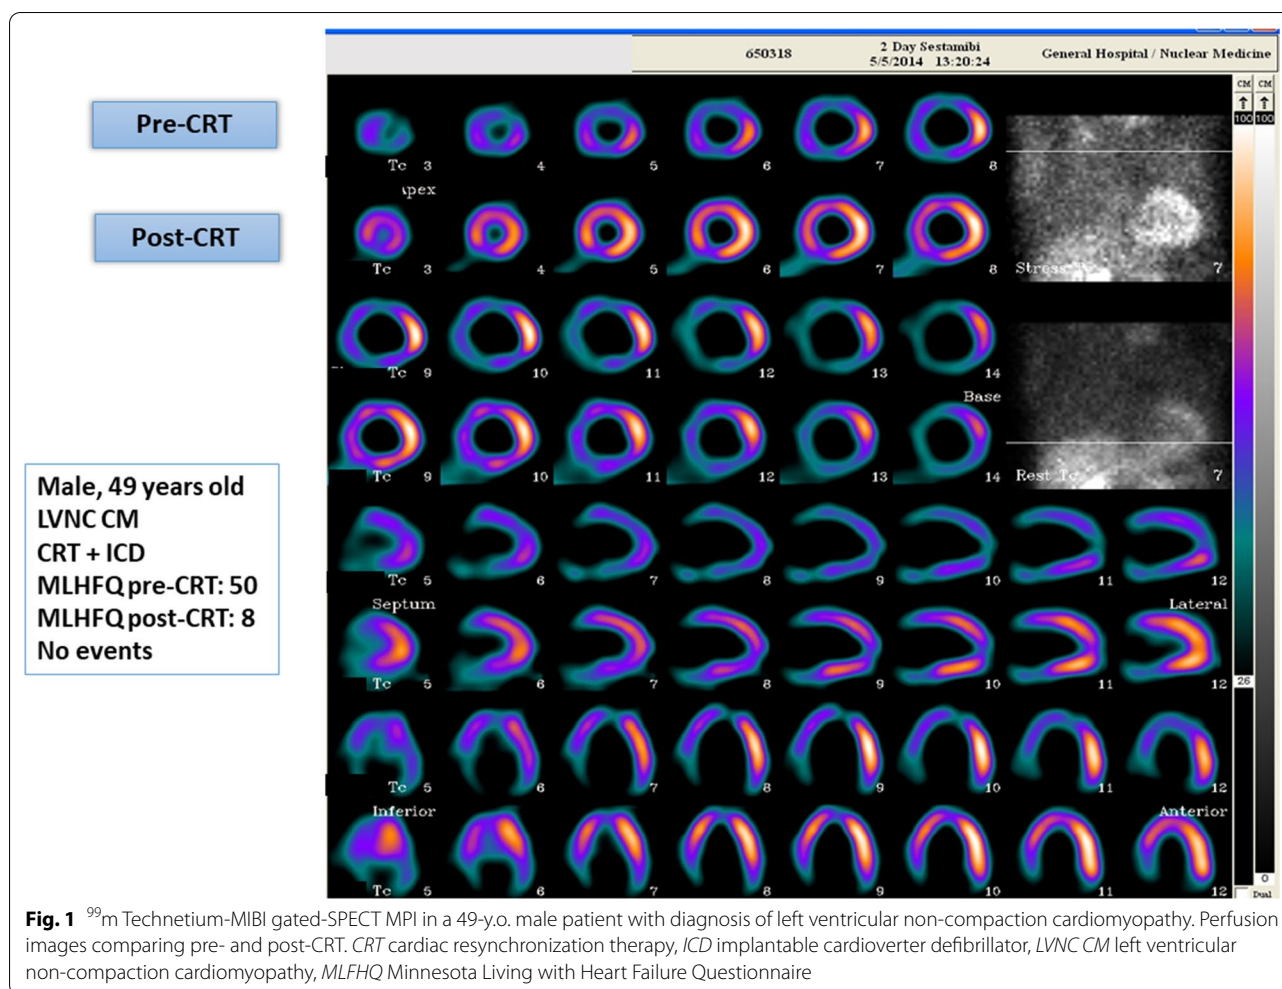 650318
2 Day Sestamibi
5/5/2014 13:20:24
General Hospital / Nuclear Medicine
CM CM
100 100
Pre-CRT
Tc 3 4 5 6 7 8
Apex
Post-CRT
Tc 3 4 5 6 7 8
Stress 7
Tc 9 10 11 12 13 14
Base
Tc 9 10 11 12 13 14
Rest Tc 7
Male, 49 years old
LVNC CM
CRT + ICD
MLHFQ pre-CRT: 50
MLHFQ post-CRT: 8
No events
Tc 5 6 7 8 9 10 11 12
Septum Lateral
Tc 5 6 7 8 9 10 11 12
26
Tc 5 6 7 8 9 10 11 12
Inferior Anterior
Tc 5 6 7 8 9 10 11 12
0
Dual
Fig. 1 99m Technetium-MIBI gated-SPECT MPI in a 49-y.o. male patient with diagnosis of left ventricular non-compaction cardiomyopathy. Perfusion
images comparing pre- and post-CRT. CRT cardiac resynchronization therapy, ICD implantable cardioverter defibrillator, LVNC CM left ventricular
non-compaction cardiomyopathy, MLFHQ Minnesota Living with Heart Failure Questionnaire